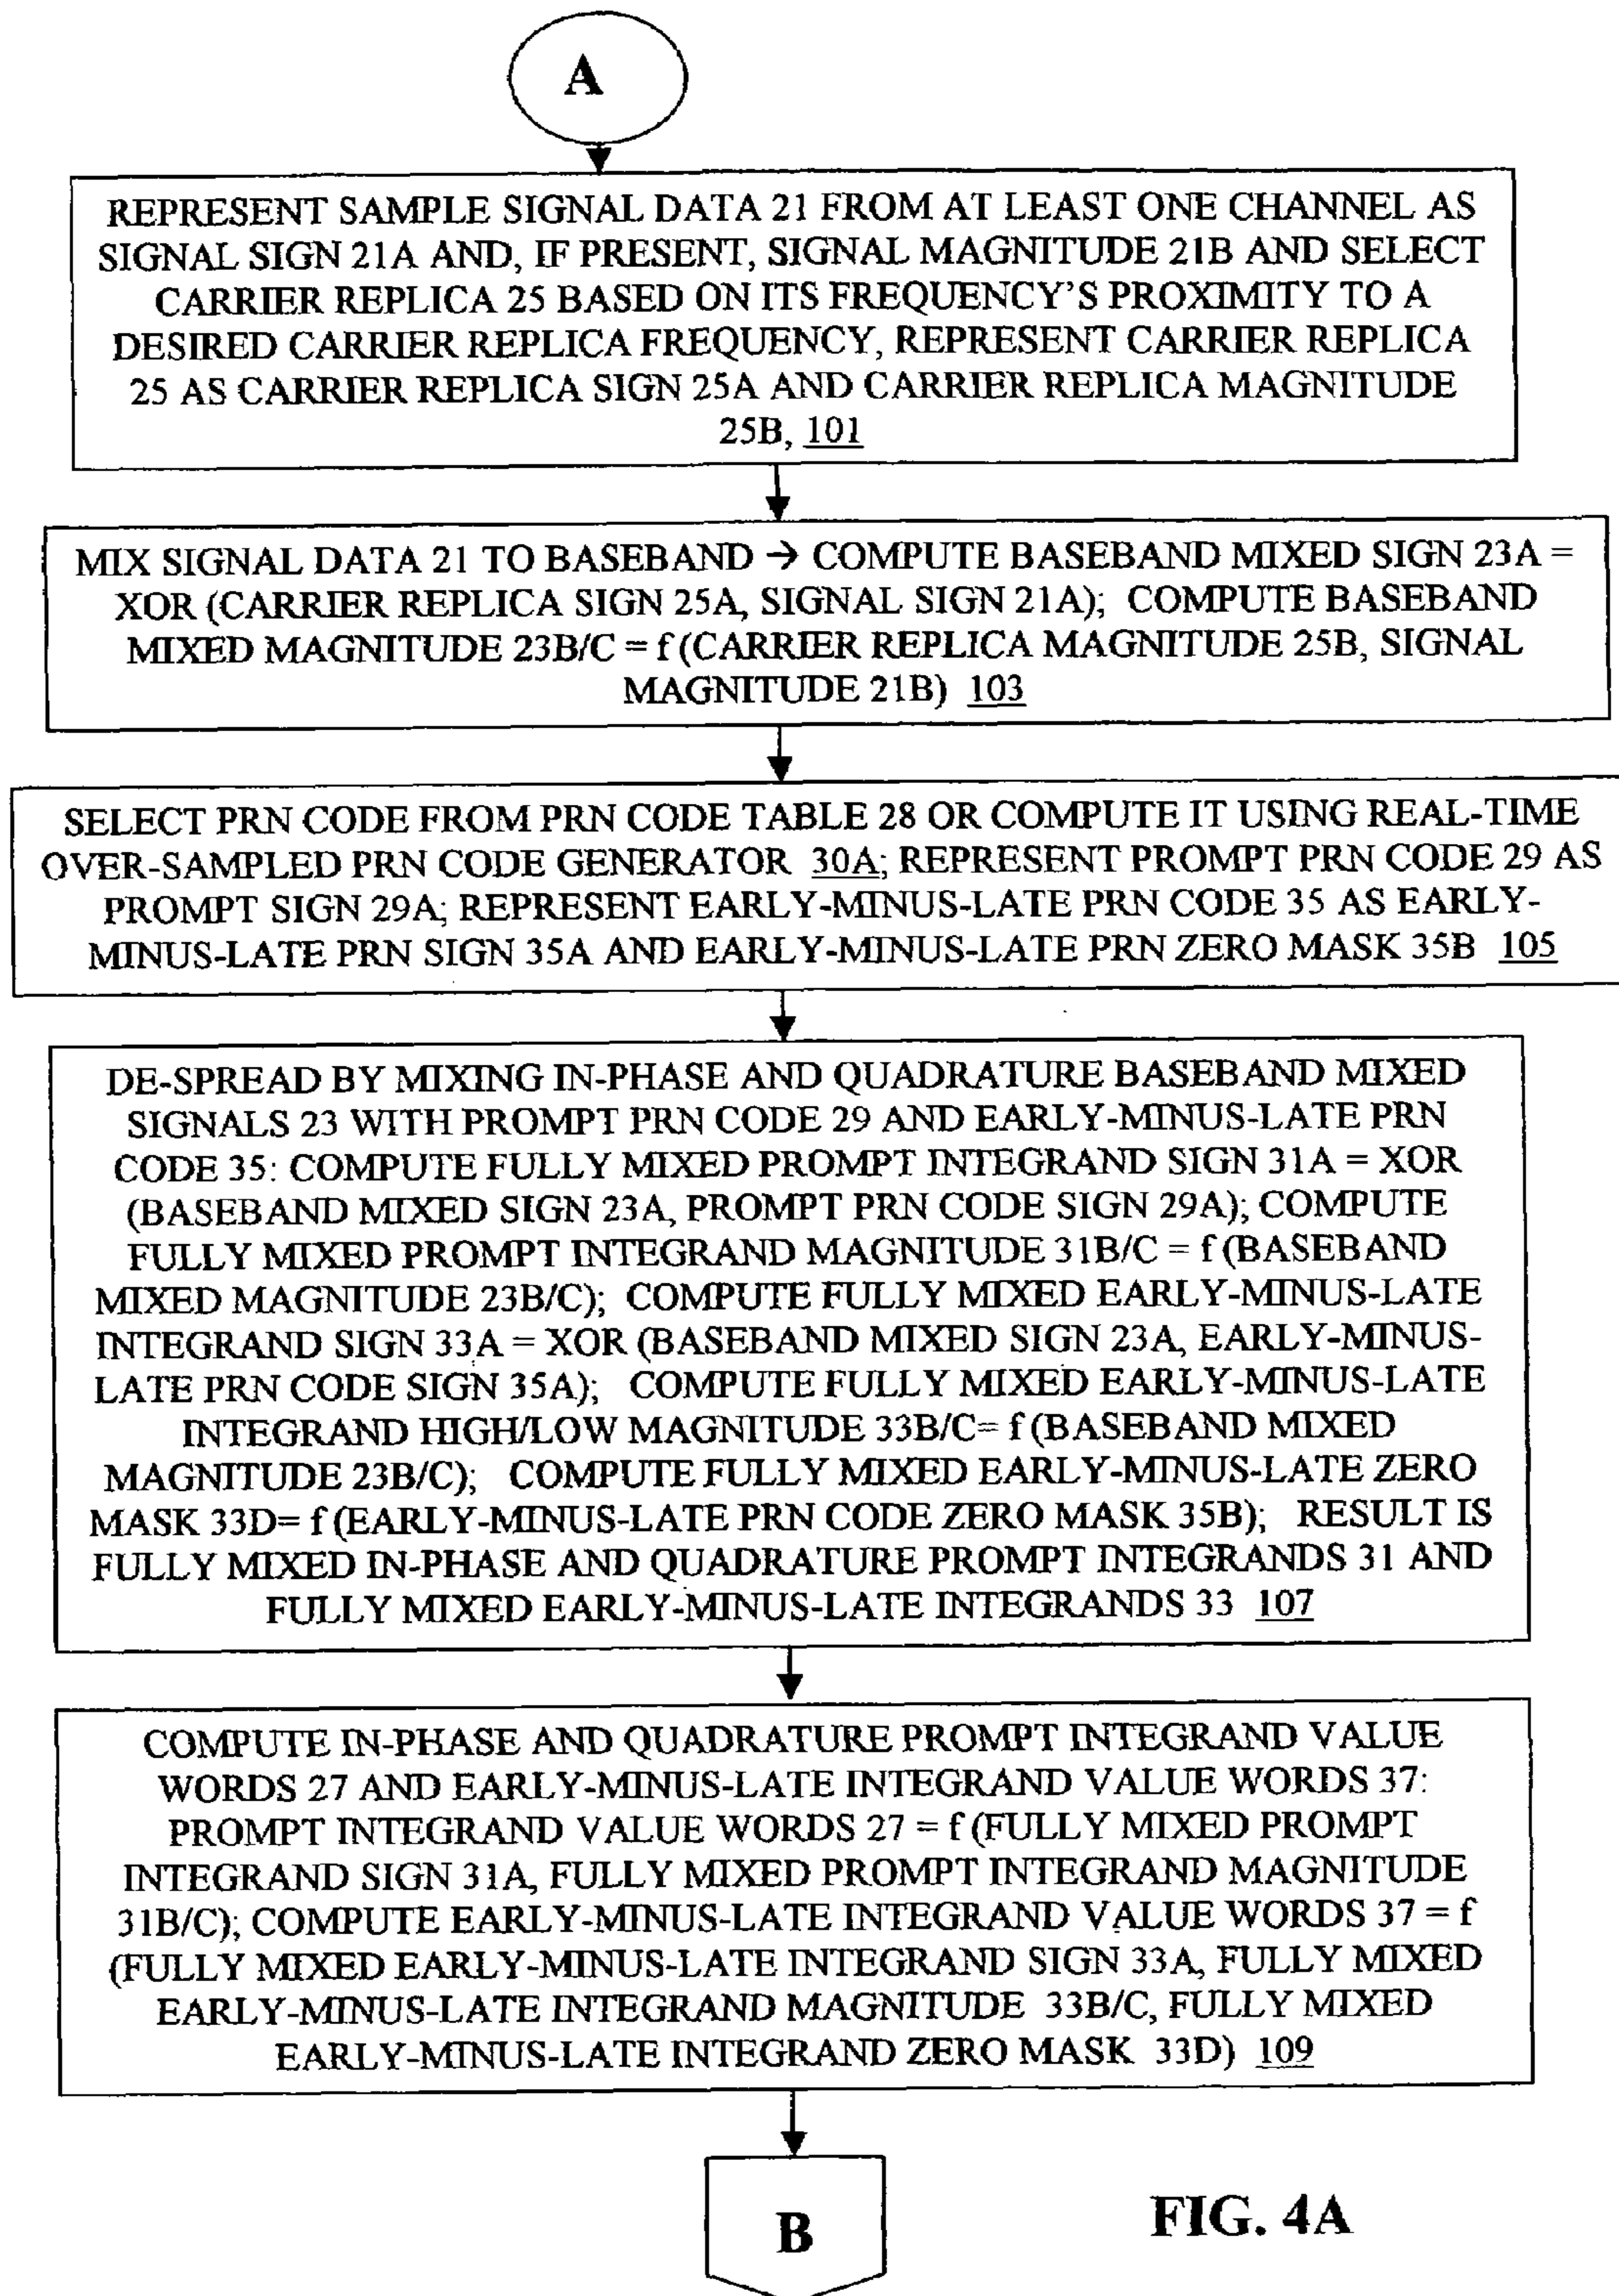 A
REPRESENT SAMPLE SIGNAL DATA 21 FROM AT LEAST ONE CHANNEL AS
SIGNAL SIGN 21A AND, IF PRESENT, SIGNAL MAGNITUDE 21B AND SELECT
CARRIER REPLICA 25 BASED ON ITS FREQUENCY'S PROXIMITY TO A
DESIRED CARRIER REPLICA FREQUENCY, REPRESENT CARRIER REPLICA
25 AS CARRIER REPLICA SIGN 25A AND CARRIER REPLICA MAGNITUDE
25B, 101
MIX SIGNAL DATA 21 TO BASEBAND → COMPUTE BASEBAND MIXED SIGN 23A =
XOR (CARRIER REPLICA SIGN 25A, SIGNAL SIGN 21A); COMPUTE BASEBAND
MIXED MAGNITUDE 23B/C = f (CARRIER REPLICA MAGNITUDE 25B, SIGNAL
MAGNITUDE 21B) 103
SELECT PRN CODE FROM PRN CODE TABLE 28 OR COMPUTE IT USING REAL-TIME
OVER-SAMPLED PRN CODE GENERATOR 30A; REPRESENT PROMPT PRN CODE 29 AS
PROMPT SIGN 29A; REPRESENT EARLY-MINUS-LATE PRN CODE 35 AS EARLY-
MINUS-LATE PRN SIGN 35A AND EARLY-MINUS-LATE PRN ZERO MASK 35B 105
DE-SPREAD BY MIXING IN-PHASE AND QUADRATURE BASEBAND MIXED
SIGNALS 23 WITH PROMPT PRN CODE 29 AND EARLY-MINUS-LATE PRN
CODE 35: COMPUTE FULLY MIXED PROMPT INTEGRAND SIGN 31A = XOR
(BASEBAND MIXED SIGN 23A, PROMPT PRN CODE SIGN 29A); COMPUTE
FULLY MIXED PROMPT INTEGRAND MAGNITUDE 31B/C = f (BASEBAND
MIXED MAGNITUDE 23B/C); COMPUTE FULLY MIXED EARLY-MINUS-LATE
INTEGRAND SIGN 33A = XOR (BASEBAND MIXED SIGN 23A, EARLY-MINUS-
LATE PRN CODE SIGN 35A); COMPUTE FULLY MIXED EARLY-MINUS-LATE
INTEGRAND HIGH/LOW MAGNITUDE 33B/C= f (BASEBAND MIXED
MAGNITUDE 23B/C); COMPUTE FULLY MIXED EARLY-MINUS-LATE ZERO
MASK 33D= f (EARLY-MINUS-LATE PRN CODE ZERO MASK 35B); RESULT IS
FULLY MIXED IN-PHASE AND QUADRATURE PROMPT INTEGRANDS 31 AND
FULLY MIXED EARLY-MINUS-LATE INTEGRANDS 33 107
COMPUTE IN-PHASE AND QUADRATURE PROMPT INTEGRAND VALUE
WORDS 27 AND EARLY-MINUS-LATE INTEGRAND VALUE WORDS 37:
PROMPT INTEGRAND VALUE WORDS 27 = f (FULLY MIXED PROMPT
INTEGRAND SIGN 31A, FULLY MIXED PROMPT INTEGRAND MAGNITUDE
31B/C); COMPUTE EARLY-MINUS-LATE INTEGRAND VALUE WORDS 37 = f
(FULLY MIXED EARLY-MINUS-LATE INTEGRAND SIGN 33A, FULLY MIXED
EARLY-MINUS-LATE INTEGRAND MAGNITUDE 33B/C, FULLY MIXED
EARLY-MINUS-LATE INTEGRAND ZERO MASK 33D) 109
B
FIG. 4A